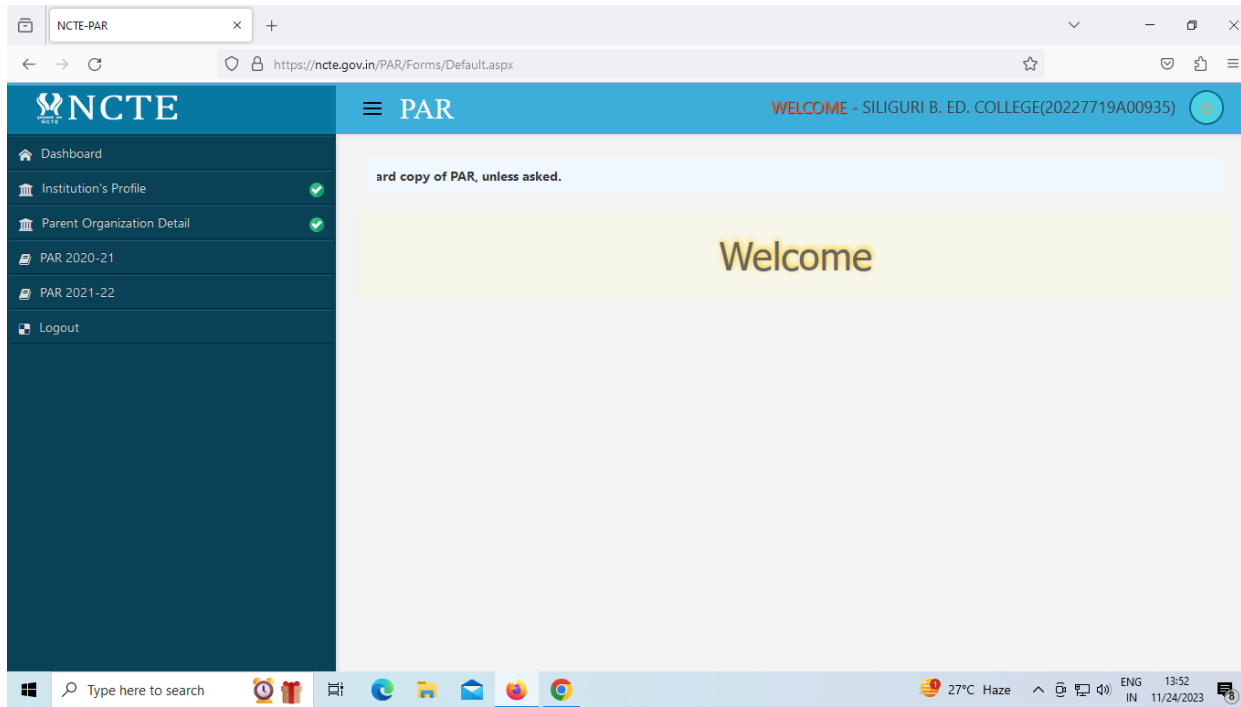 NCTE-PAR
https://ncte.gov.in/PAR/Forms/Default.aspx
NCTE
PAR
WELCOME - SILIGURI B. ED. COLLEGE(20227719A00935)
Dashboard
Institution's Profile
Parent Organization Detail
PAR 2020-21
PAR 2021-22
Logout
ard copy of PAR, unless asked.
Welcome
Type here to search
27°C Haze
ENG
IN
13:52
11/24/2023
8